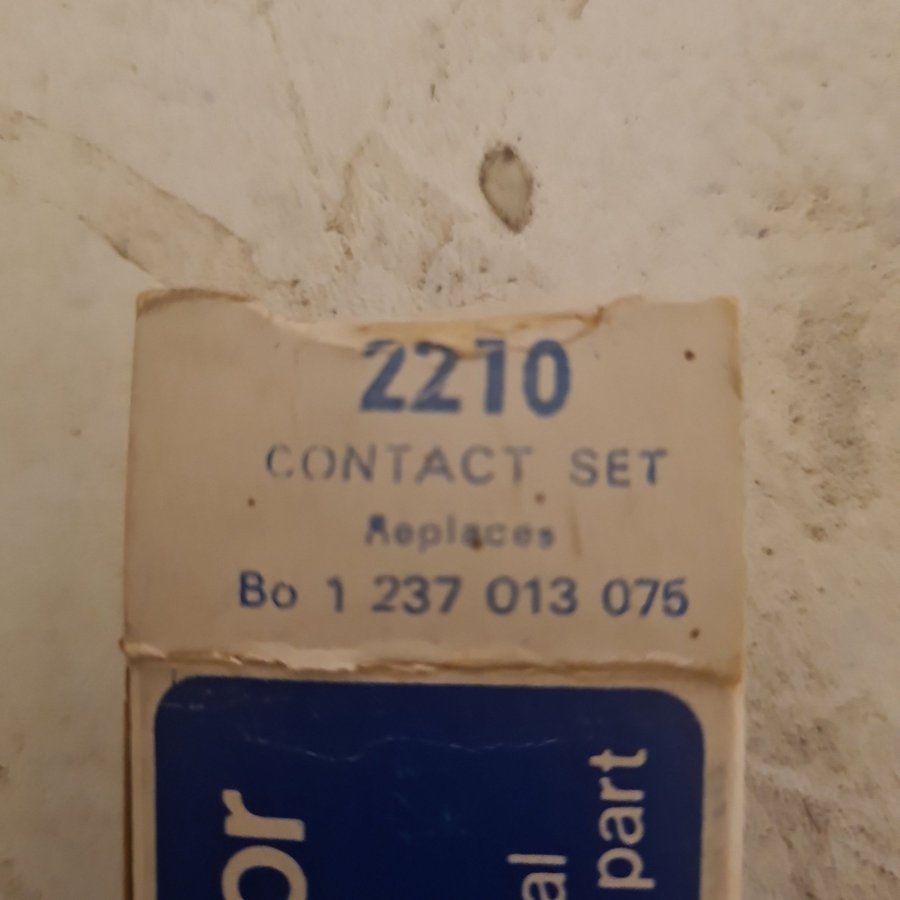 2210
CONTACT SET
Replaces
Bo 1 237 013 075
or
al
part